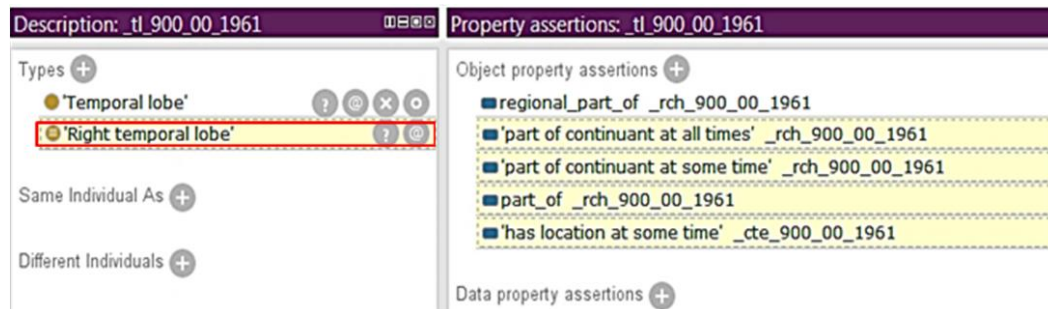 Description: _tl_900_00_1961
Types
'Temporal lobe'
'Right temporal lobe'
Same Individual As
Different Individuals
Property assertions: _tl_900_00_1961
Object property assertions
regional_part_of _rch_900_00_1961
'part of continuant at all times' _rch_900_00_1961
'part of continuant at some time' _rch_900_00_1961
part_of _rch_900_00_1961
'has location at some time' _cte_900_00_1961
Data property assertions